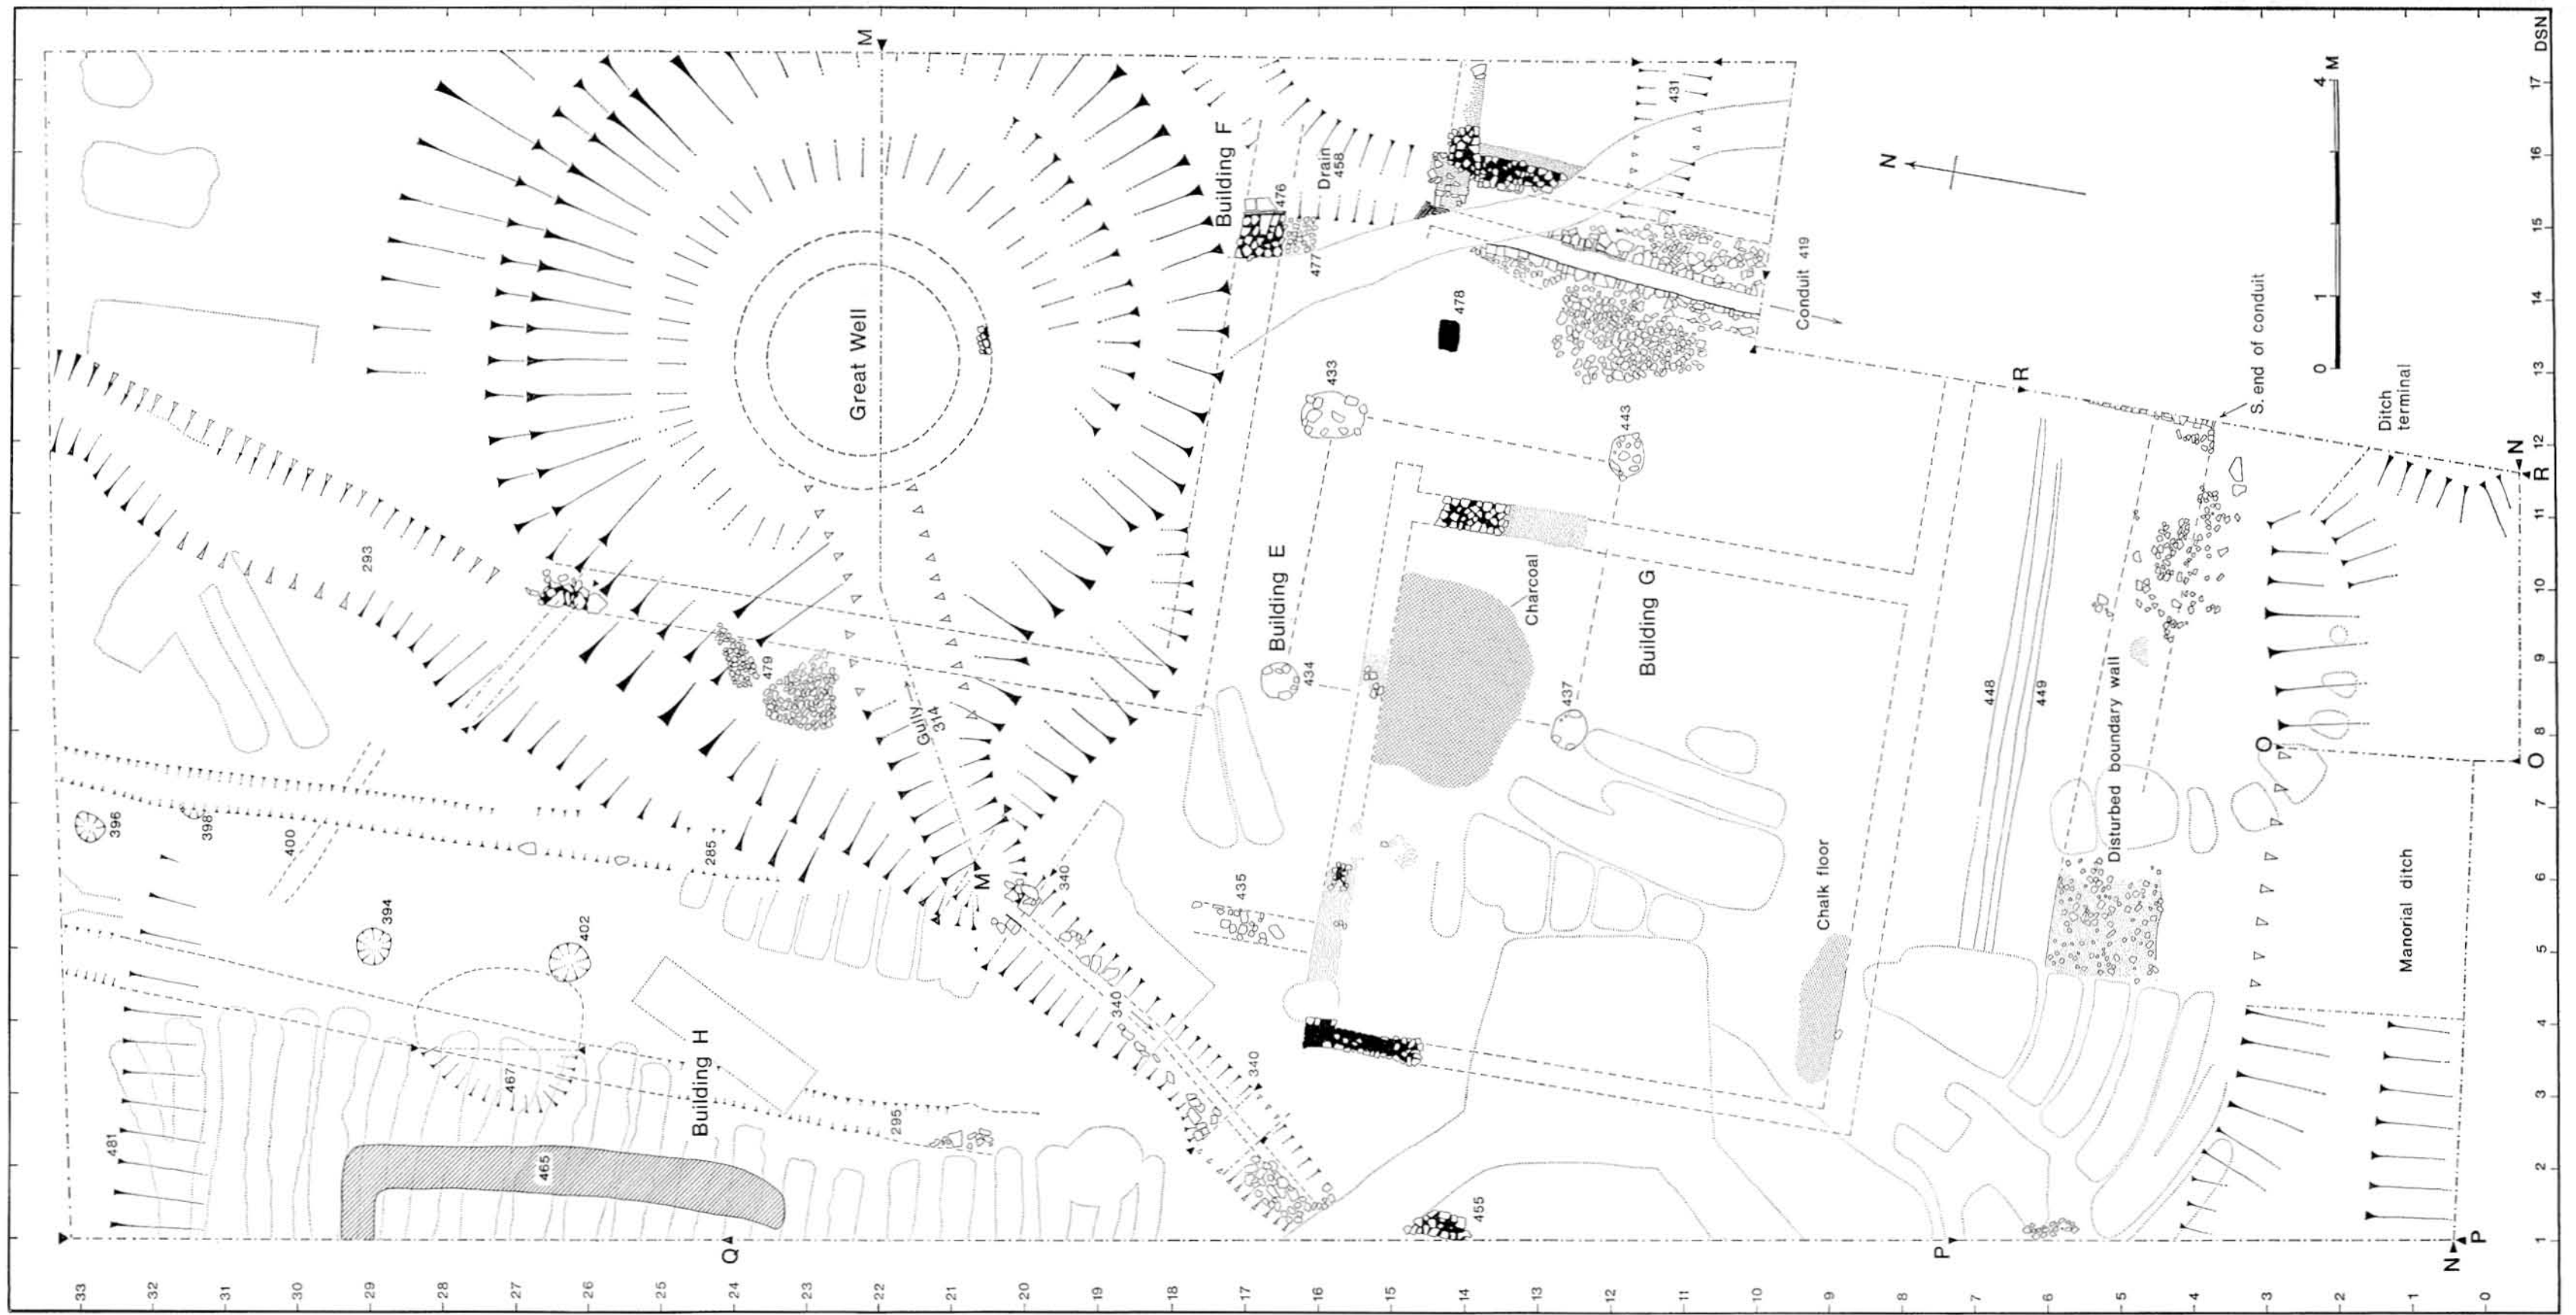 M
Great Well
Building F
476
Drain
458
477
431
N
4 M
1
0
DSN
17
16
15
14
13
12
11
10
9
8
7
6
5
4
3
2
1
478
Conduit 419
433
443
R
S. end of conduit
Ditch
terminal
N
R
293
479
Gully
314
Building E
434
Charcoal
437
Building G
448
449
Disturbed boundary wall
O
O
396
398
400
285
M
340
435
394
402
340
340
Chalk floor
Manorial ditch
481
467
Building H
465
295
455
Q
P
N
P
33
32
31
30
29
28
27
26
25
24
23
22
21
20
19
18
17
16
15
14
13
12
11
10
9
8
7
6
5
4
3
2
1
0